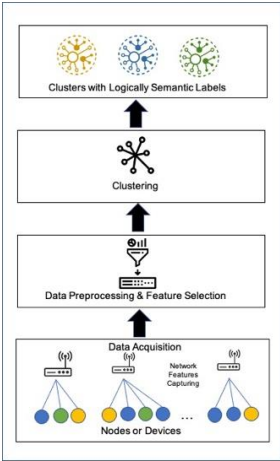 Clusters with Logically Semantic Labels
Clustering
Data Preprocessing & Feature Selection
Data Acquisition
Network
Features
Capturing
...
Nodes or Devices